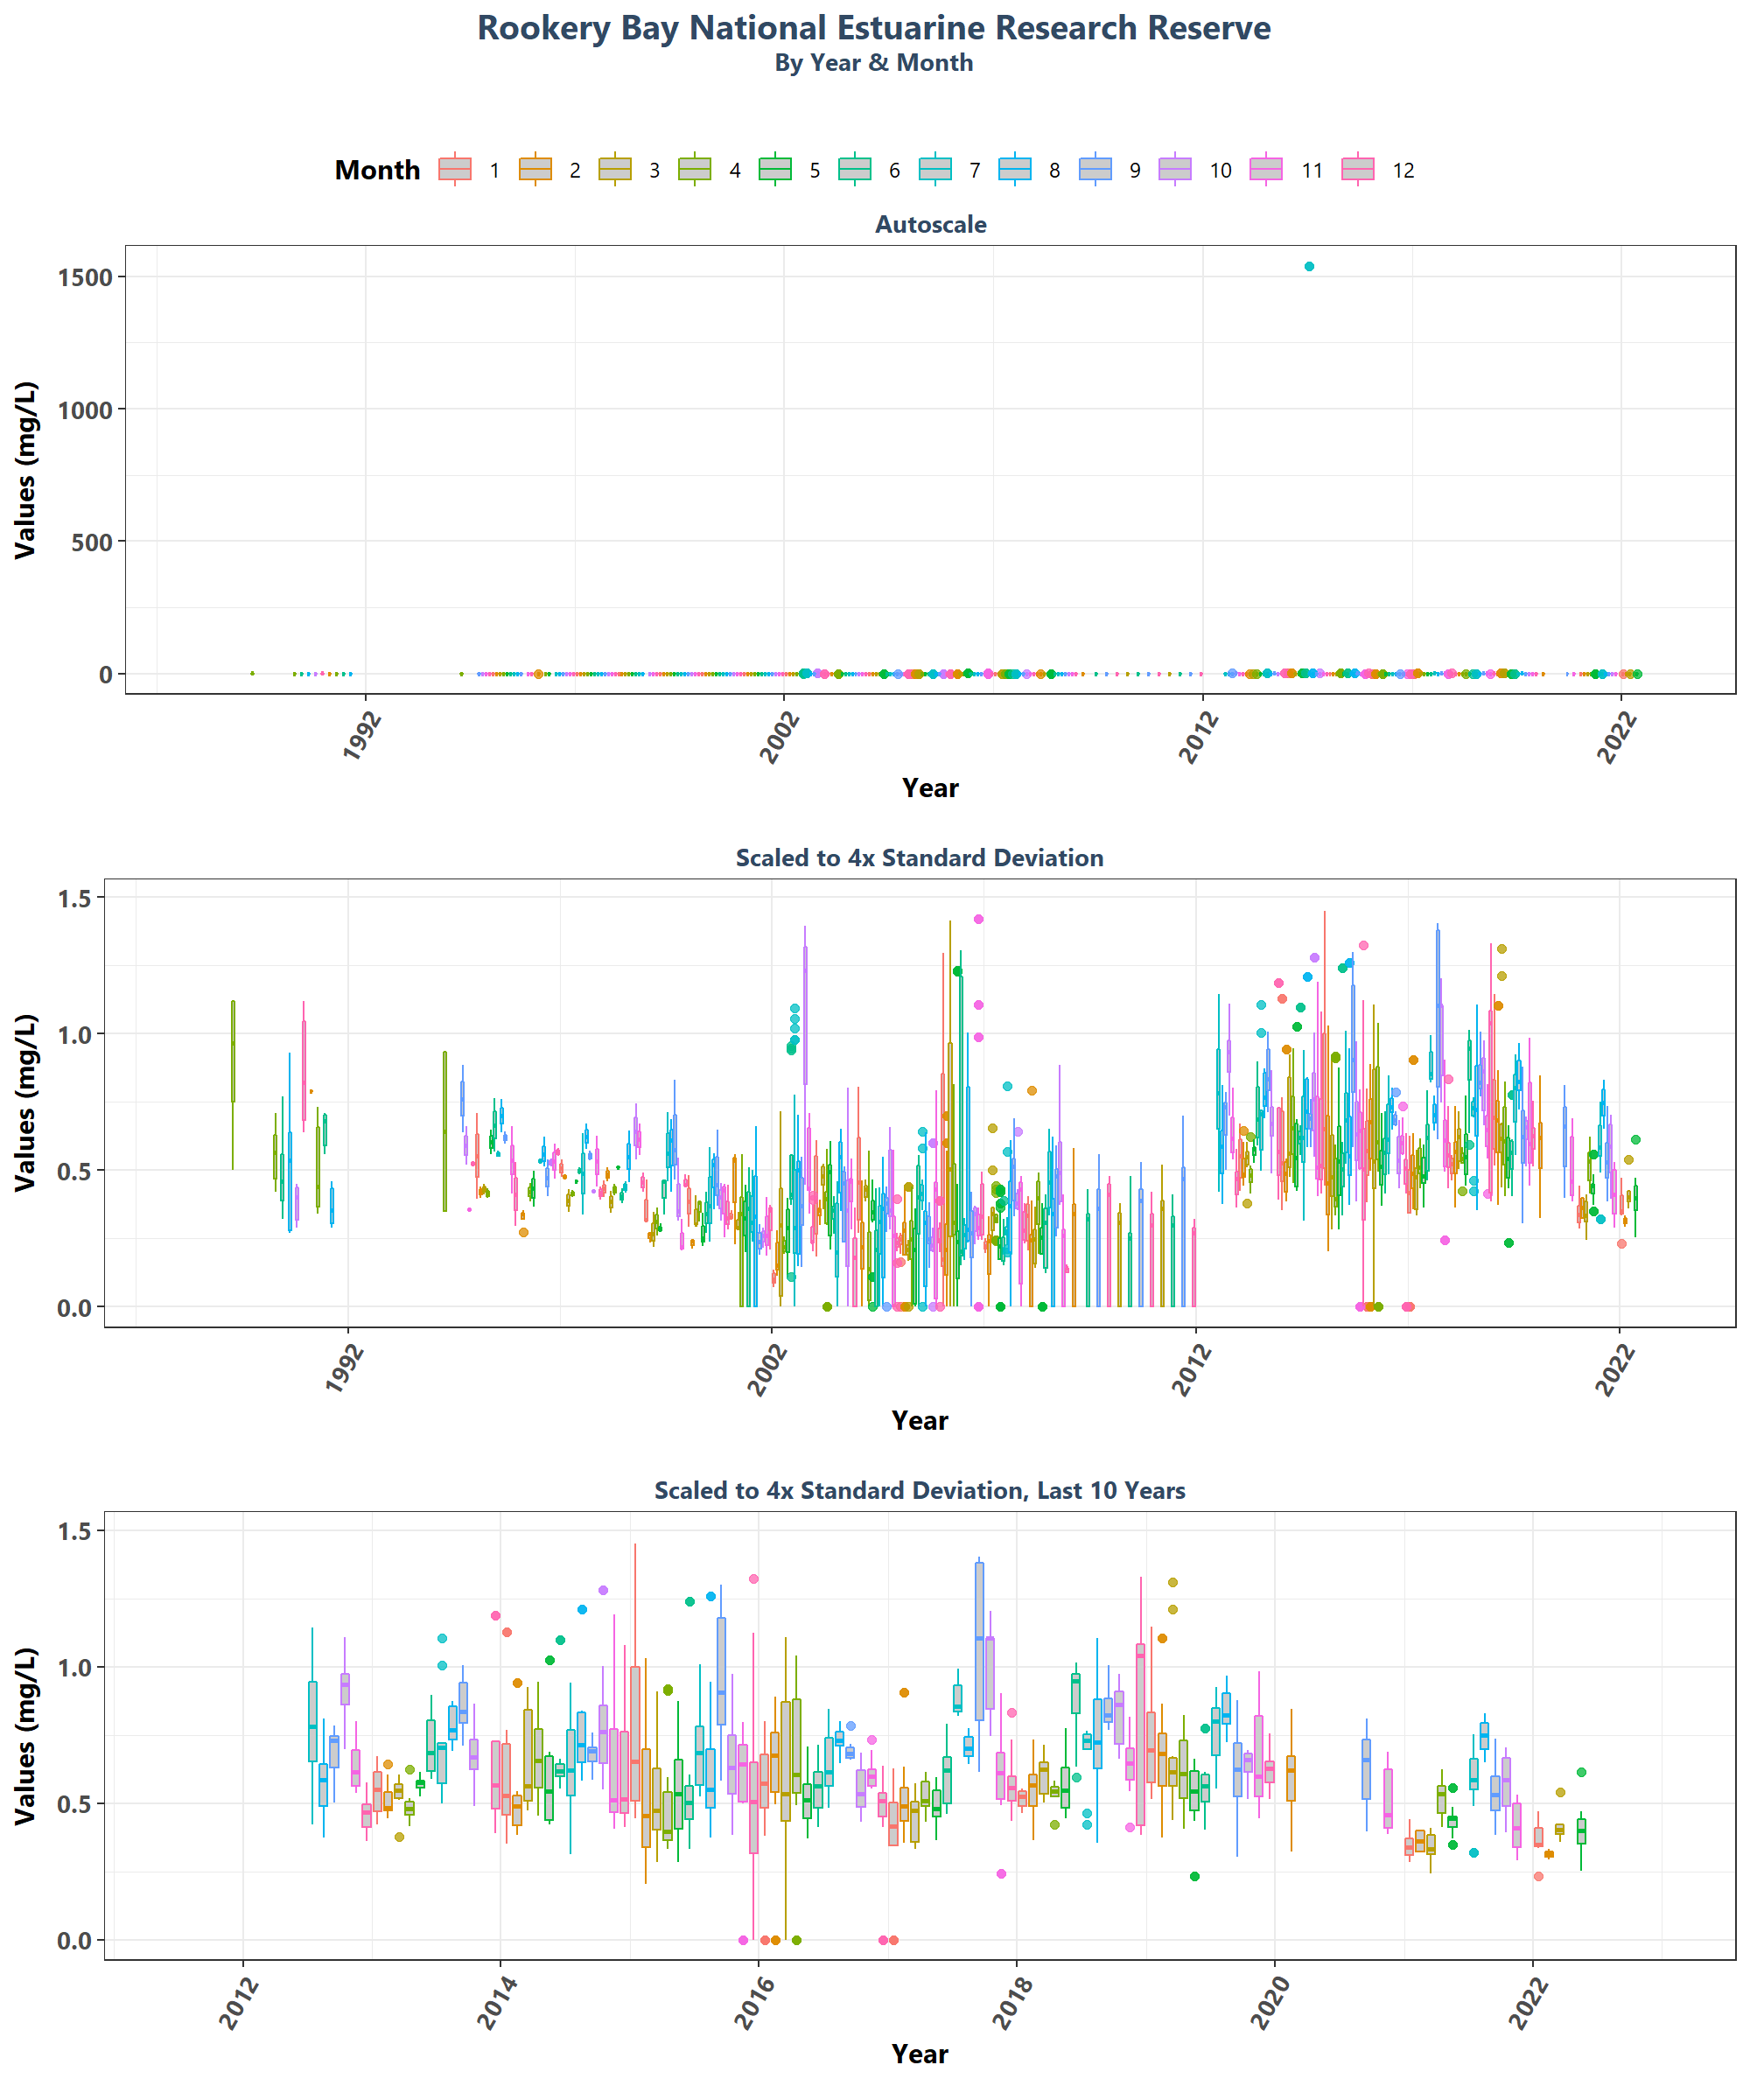 Rookery Bay National Estuarine Research Reserve
By Year & Month
Month 1 2 3 4 5 6 7 8 9 10 11 12
Autoscale
Values (mg/L)
1500
1000
500
0
1992 2002 2012 2022
Year
Scaled to 4x Standard Deviation
Values (mg/L)
1.5
1.0
0.5
0.0
1992 2002 2012 2022
Year
Scaled to 4x Standard Deviation, Last 10 Years
Values (mg/L)
1.5
1.0
0.5
0.0
2012 2014 2016 2018 2020 2022
Year